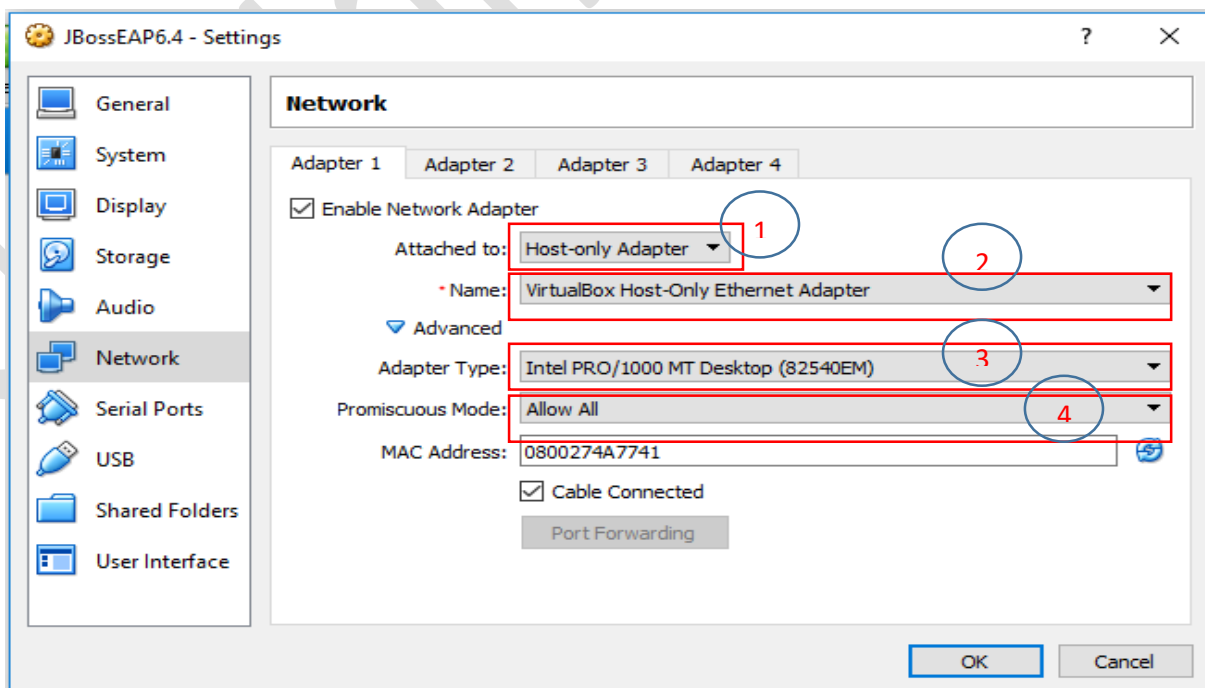 JBossEAP6.4 - Settings ? ×
General
System
Display
Storage
Audio
Network
Serial Ports
USB
Shared Folders
User Interface
Network
Adapter 1 Adapter 2 Adapter 3 Adapter 4
Enable Network Adapter
Attached to: Host-only Adapter 1
* Name: VirtualBox Host-Only Ethernet Adapter 2
Advanced
Adapter Type: Intel PRO/1000 MT Desktop (82540EM) 3
Promiscuous Mode: Allow All 4
MAC Address: 0800274A7741
Cable Connected
Port Forwarding
OK Cancel